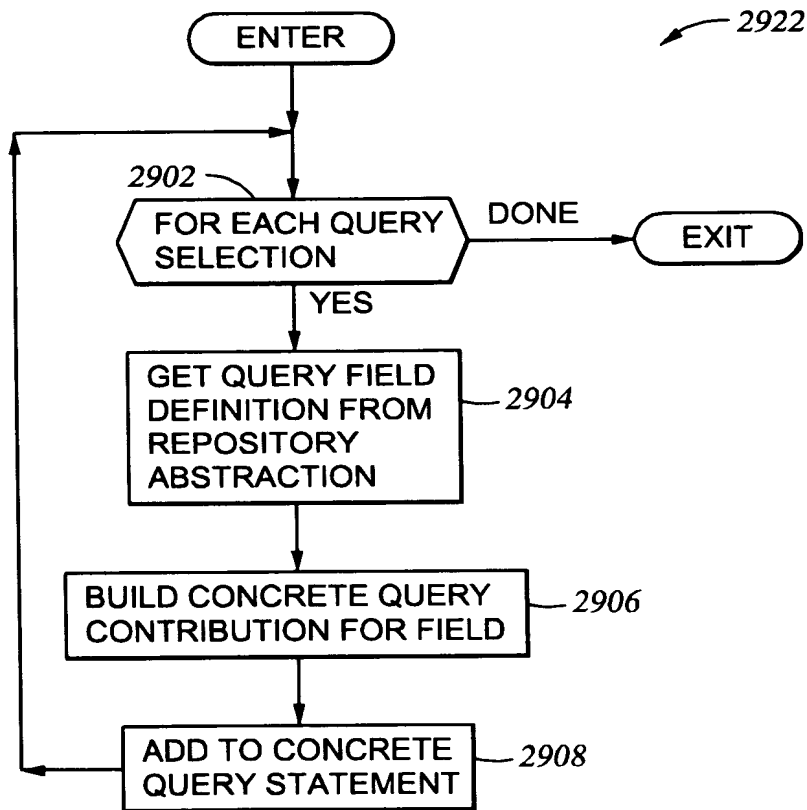 ENTER
2922
2902
FOR EACH QUERY
SELECTION
DONE
EXIT
YES
GET QUERY FIELD
DEFINITION FROM
REPOSITORY
ABSTRACTION
2904
BUILD CONCRETE QUERY
CONTRIBUTION FOR FIELD
2906
ADD TO CONCRETE
QUERY STATEMENT
2908